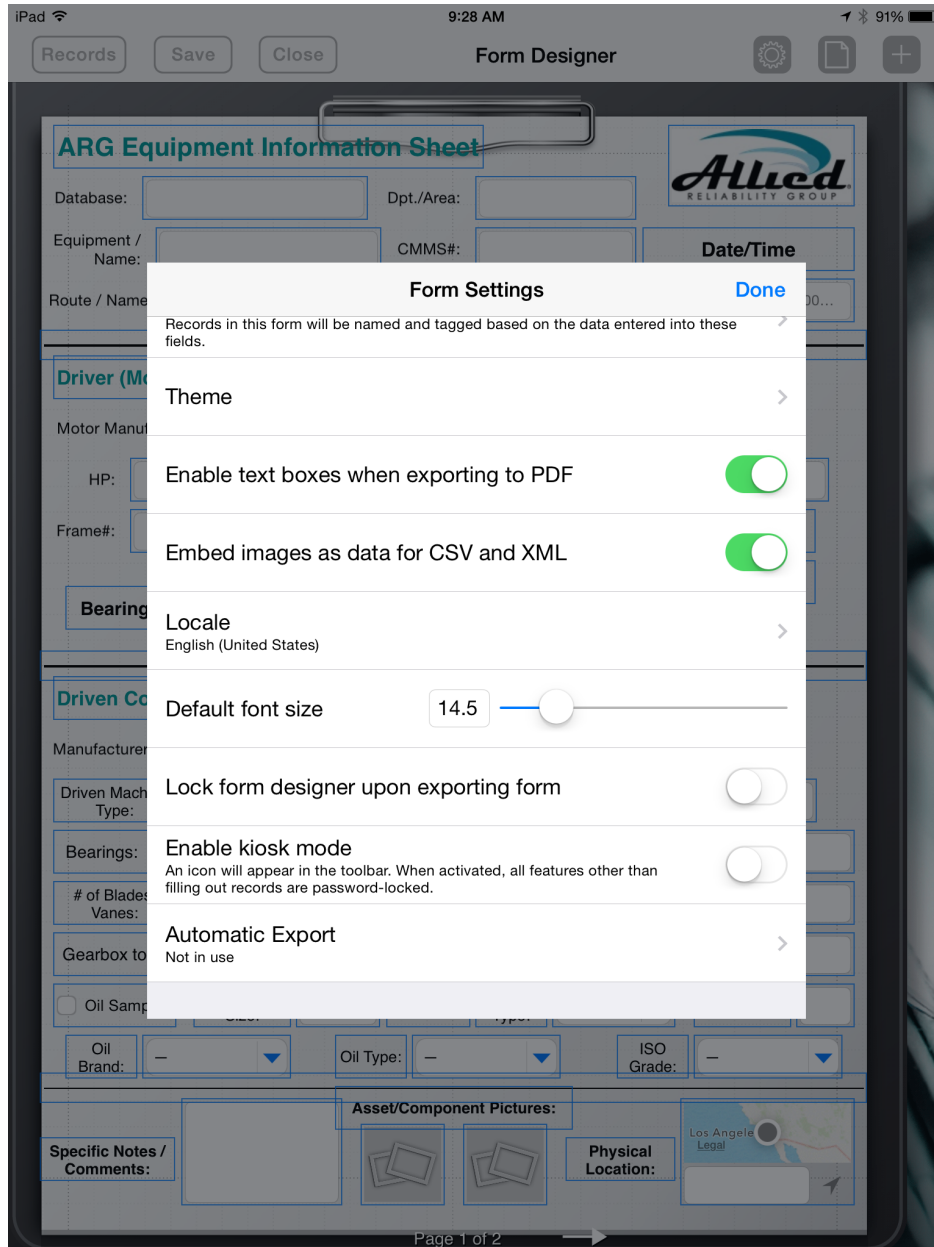 iPad 9:28 AM 91%
Records Save Close Form Designer
ARG Equipment Information Sheet
Allied
RELIABILITY GROUP
Database: Dpt./Area:
Equipment /
Name: CMMS#: Date/Time
Route / Name 00...
Form Settings Done
Records in this form will be named and tagged based on the data entered into these
fields.
Driver (Mo
Theme
Motor Manuf
HP: Enable text boxes when exporting to PDF
Frame#:
Embed images as data for CSV and XML
Bearing
Locale
English (United States)
Driven Co
Default font size 14.5
Manufacturer
Driven Mach
Type:
Lock form designer upon exporting form
Bearings:
Enable kiosk mode
An icon will appear in the toolbar. When activated, all features other than
filling out records are password-locked.
# of Blades
Vanes:
Gearbox to
Automatic Export
Not in use
Oil Samp
Size: Type:
Oil
Brand: – Oil Type: – ISO
Grade: –
Asset/Component Pictures:
Specific Notes /
Comments:
Physical
Location:
Los Angele
Legal
Page 1 of 2